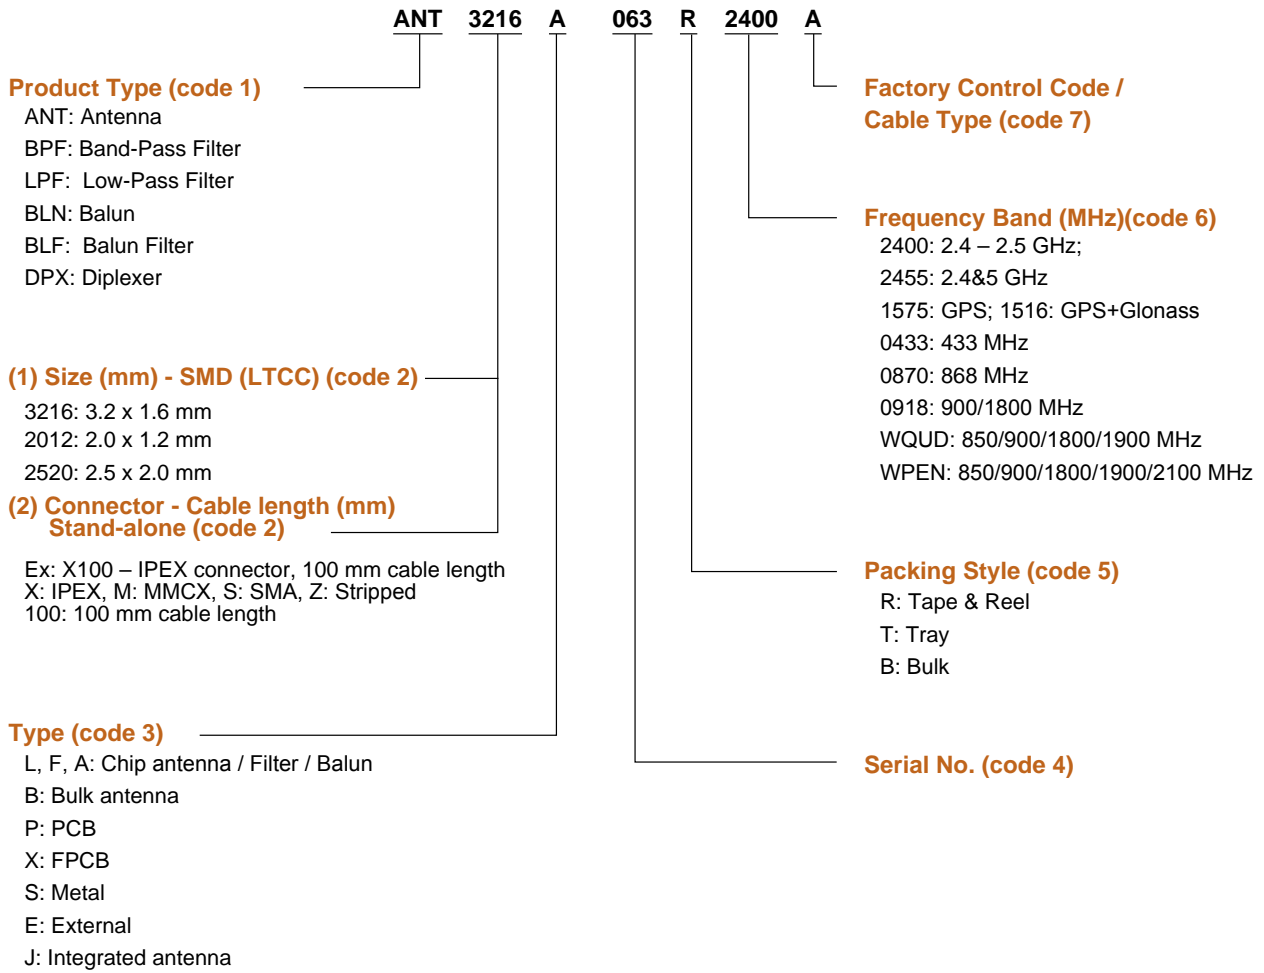 ANT 3216 A 063 R 2400 A
Product Type (code 1)
ANT: Antenna
BPF: Band-Pass Filter
LPF: Low-Pass Filter
BLN: Balun
BLF: Balun Filter
DPX: Diplexer
(1) Size (mm) - SMD (LTCC) (code 2)
3216: 3.2 x 1.6 mm
2012: 2.0 x 1.2 mm
2520: 2.5 x 2.0 mm
(2) Connector - Cable length (mm)
Stand-alone (code 2)
Ex: X100 – IPEX connector, 100 mm cable length
X: IPEX, M: MMCX, S: SMA, Z: Stripped
100: 100 mm cable length
Type (code 3)
L, F, A: Chip antenna / Filter / Balun
B: Bulk antenna
P: PCB
X: FPCB
S: Metal
E: External
J: Integrated antenna
Factory Control Code /
Cable Type (code 7)
Frequency Band (MHz)(code 6)
2400: 2.4 – 2.5 GHz;
2455: 2.4&5 GHz
1575: GPS; 1516: GPS+Glonass
0433: 433 MHz
0870: 868 MHz
0918: 900/1800 MHz
WQUD: 850/900/1800/1900 MHz
WPEN: 850/900/1800/1900/2100 MHz
Packing Style (code 5)
R: Tape & Reel
T: Tray
B: Bulk
Serial No. (code 4)